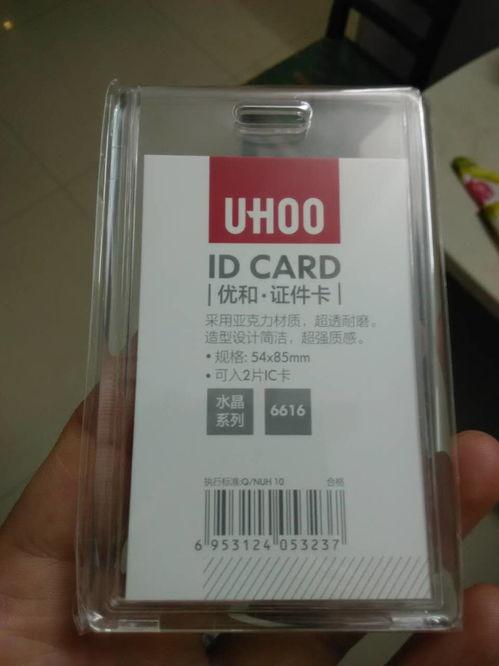 UHOO
ID CARD
优和·证件卡
采用亚克力材质，超透耐磨。
造型设计简洁，超强质感。
• 规格: 54x85mm
• 可入2片IC卡
水晶
系列
6616
执行标准:Q/NUH 10 合格
6 953124 053237